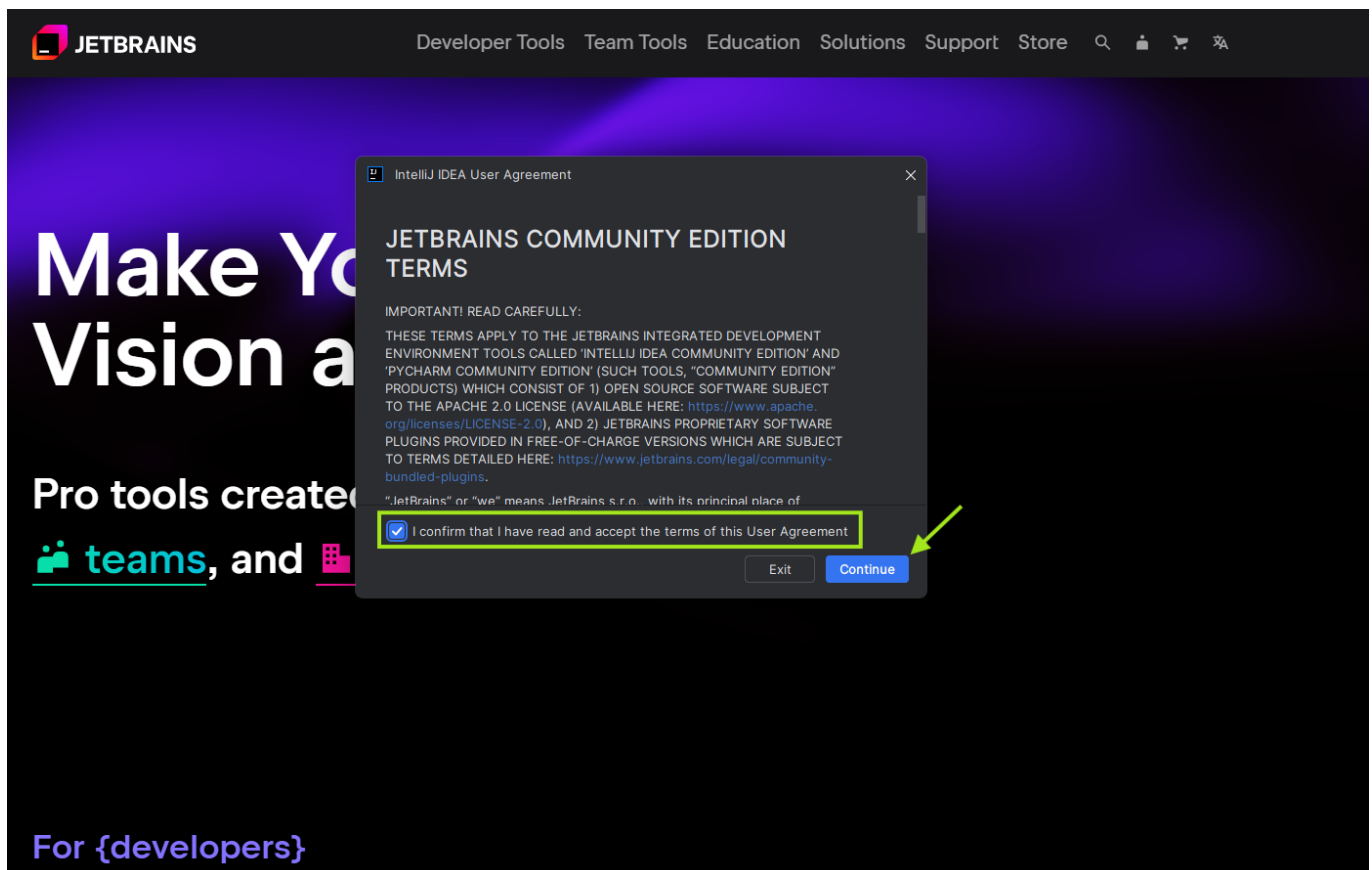 JETBRAINS
Developer Tools Team Tools Education Solutions Support Store
IntelliJ IDEA User Agreement
JETBRAINS COMMUNITY EDITION
TERMS
IMPORTANT! READ CAREFULLY:
THESE TERMS APPLY TO THE JETBRAINS INTEGRATED DEVELOPMENT
ENVIRONMENT TOOLS CALLED ‘INTELLIJ IDEA COMMUNITY EDITION’ AND
‘PYCHARM COMMUNITY EDITION’ (SUCH TOOLS, “COMMUNITY EDITION”
PRODUCTS) WHICH CONSIST OF 1) OPEN SOURCE SOFTWARE SUBJECT
TO THE APACHE 2.0 LICENSE (AVAILABLE HERE: https://www.apache.
org/licenses/LICENSE-2.0), AND 2) JETBRAINS PROPRIETARY SOFTWARE
PLUGINS PROVIDED IN FREE-OF-CHARGE VERSIONS WHICH ARE SUBJECT
TO TERMS DETAILED HERE: https://www.jetbrains.com/legal/community-
bundled-plugins.
“JetBrains” or “we” means JetBrains s.r.o., with its principal place of
I confirm that I have read and accept the terms of this User Agreement
Exit Continue
Make Yo
Vision a
Pro tools created
teams, and
For {developers}